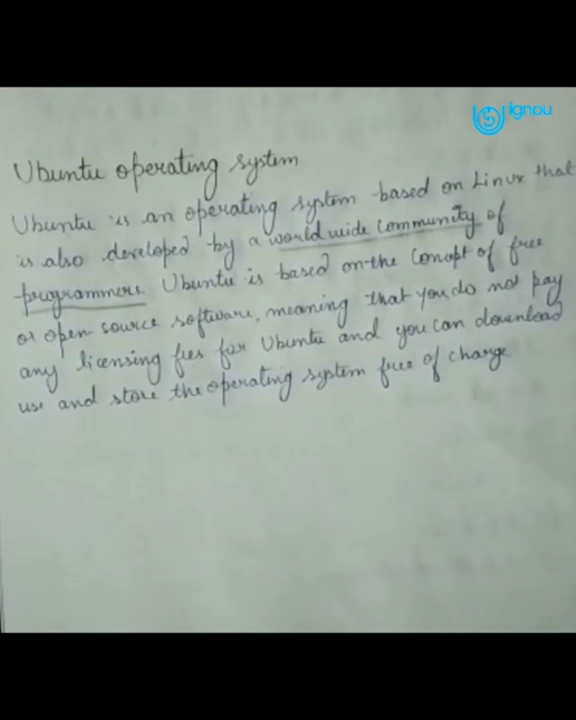 ignou
Ubuntu operating system
Ubuntu is an operating system based on Linux that
is also developed by a world wide community of
programmers. Ubuntu is based on the concept of free
or open source software, meaning that you do not pay
any licensing fees for Ubuntu and you can download
use and store the operating system free of charge